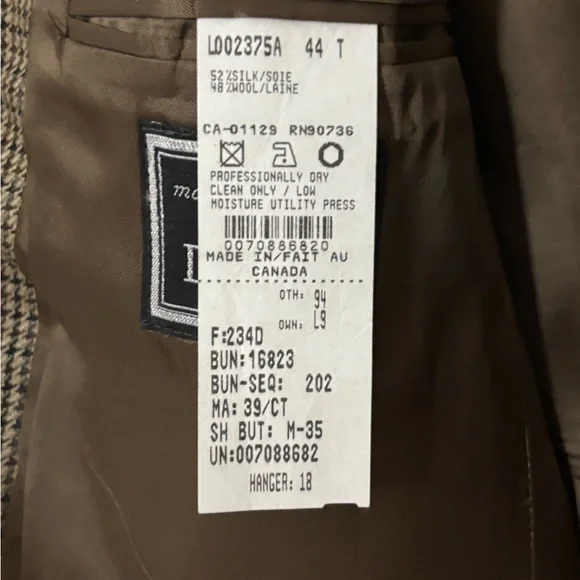 L002375A 44 T
52%SILK/SOIE
48%WOOL/LAINE
CA-01129 RN90736
PROFESSIONALLY DRY
CLEAN ONLY / LOW
MOISTURE UTILITY PRESS
0070886820
MADE IN/FAIT AU
CANADA
OTH: 94
OWN: L9
F:234D
BUN:16823
BUN-SEQ: 202
MA: 39/CT
SH BUT: M-35
UN:007088682
HANGER: 18